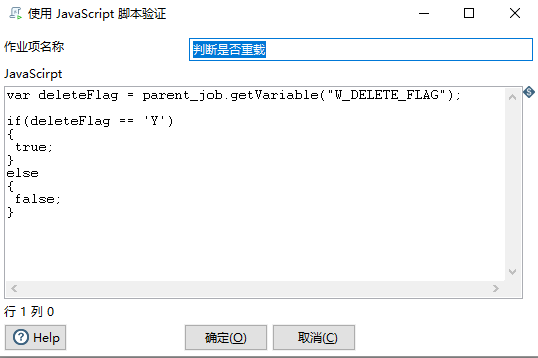 使用 JavaScript 脚本验证
作业项名称
判断是否重载
JavaScirpt
var deleteFlag = parent_job.getVariable("W_DELETE_FLAG");
if(deleteFlag == 'Y')
{
true;
}
else
{
false;
}
行 1 列 0
Help
确定(O)
取消(C)